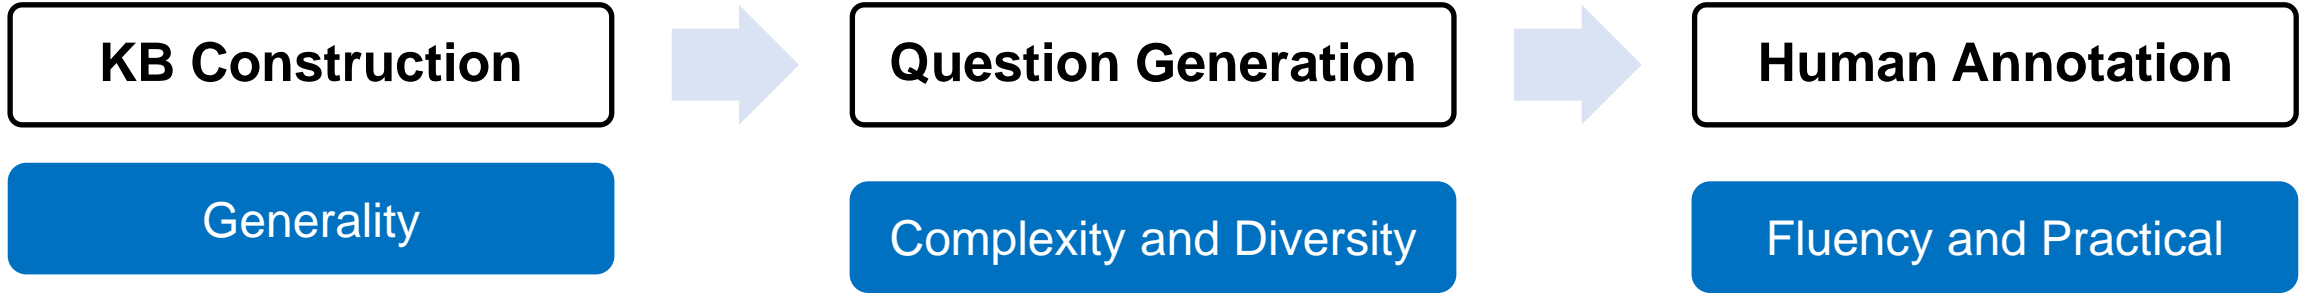 KB Construction
Question Generation
Human Annotation
Generality
Complexity and Diversity
Fluency and Practical